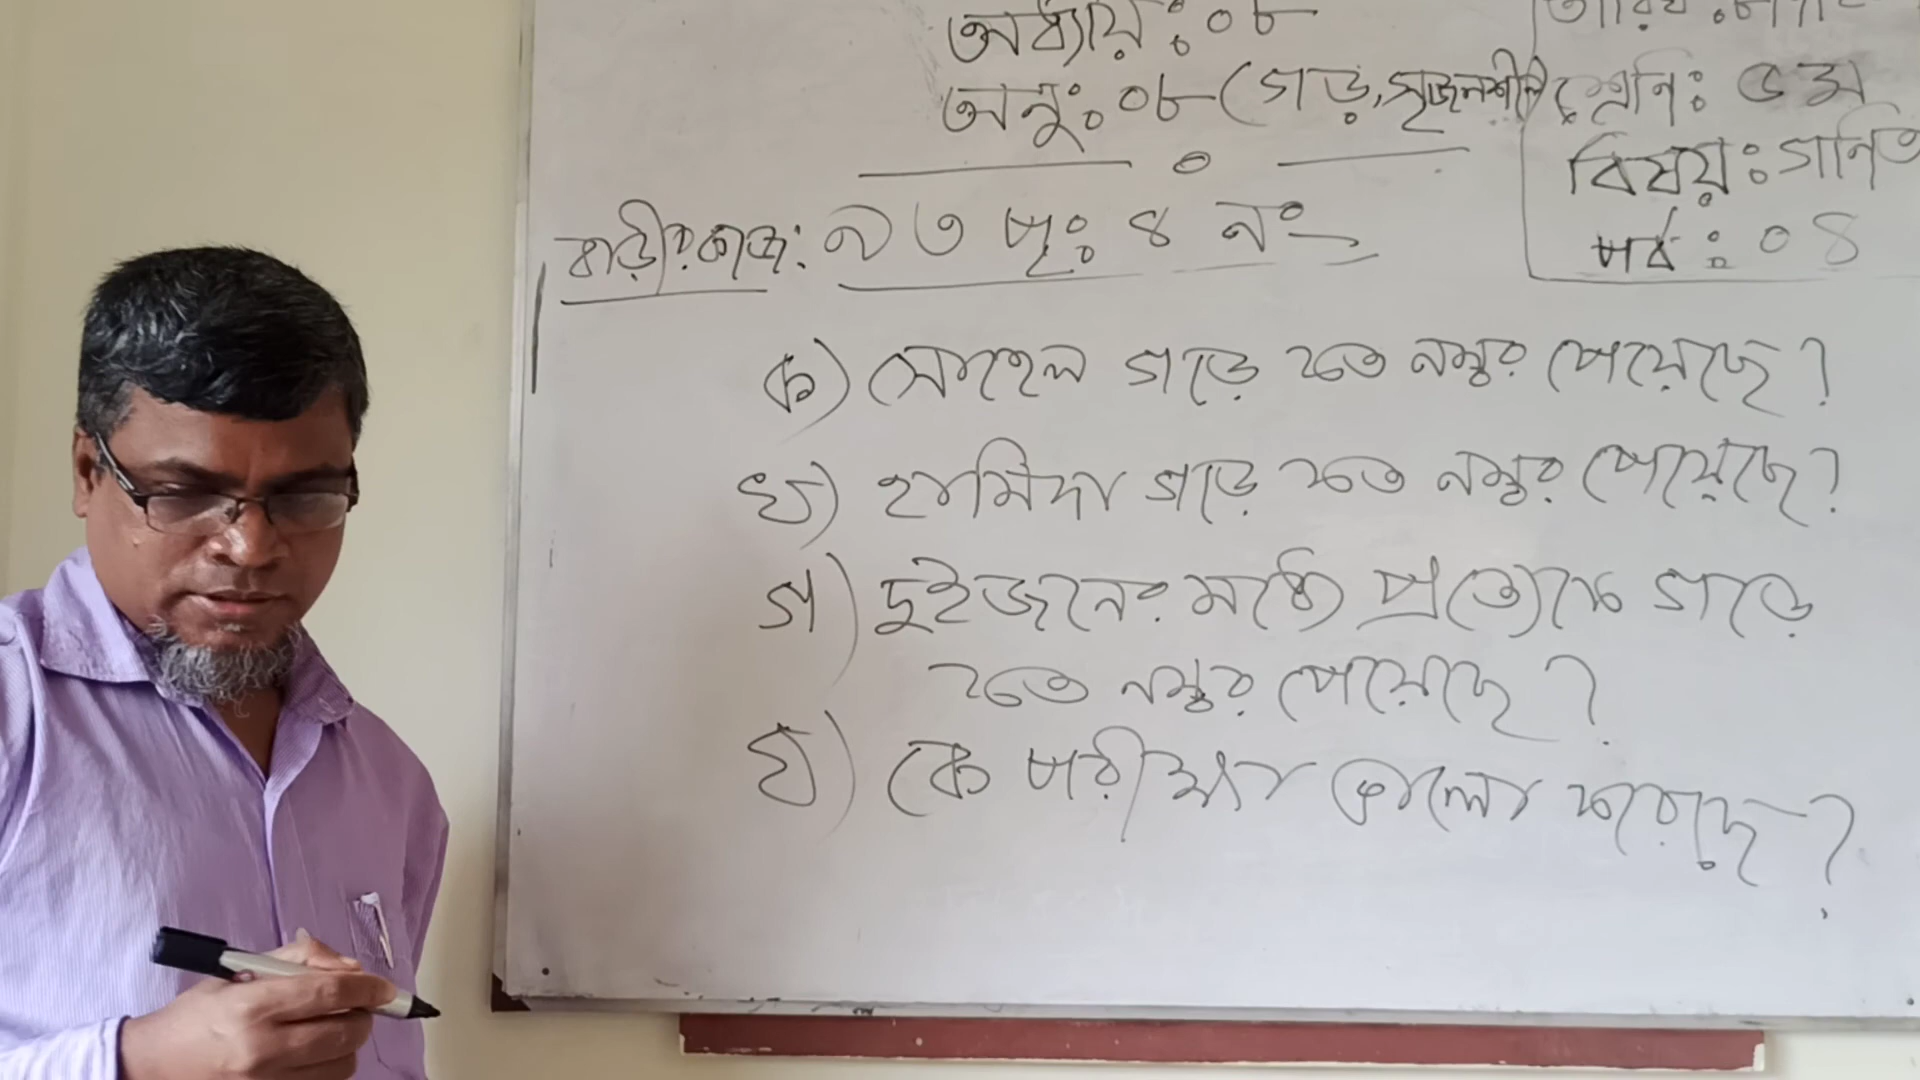 অধ্যায়ঃ ০৮
অনুঃ ০৮ (গড়, সৃজনশীল)
শ্রেনিঃ ৫ম
বিষয়ঃ গনিত
পর্বঃ ০৪
বাড়ীর কাজ: ৯৩ পৃঃ ৪ নং
ক) সোহেল গড়ে কত নম্বর পেয়েছে?
খ) হামিদা গড়ে কত নম্বর পেয়েছে?
গ) দুইজনের মধ্যে প্রত্যেকে গড়ে
কত নম্বর পেয়েছে?
ঘ) কে পরীক্ষা ভালো করেছে?